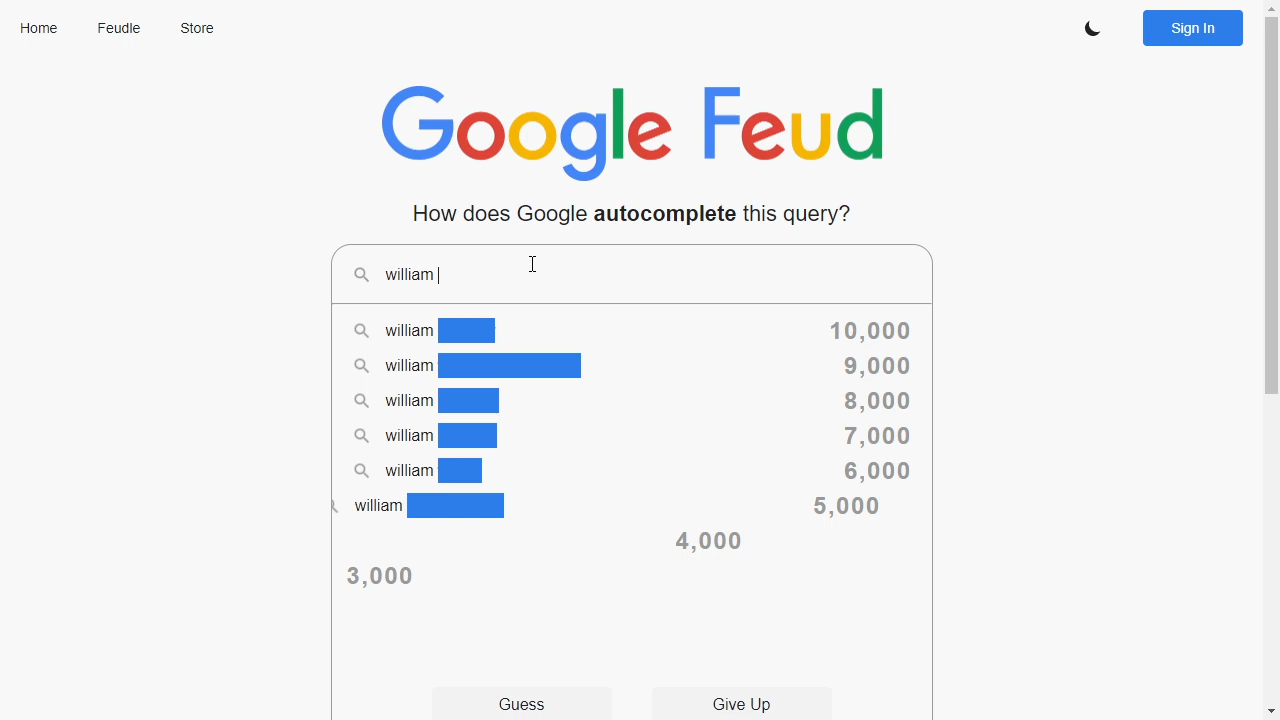 Home Feudle Store Sign In
Google Feud
How does Google autocomplete this query?
william
william 10,000
william 9,000
william 8,000
william 7,000
william 6,000
william 5,000
4,000
3,000
Guess Give Up